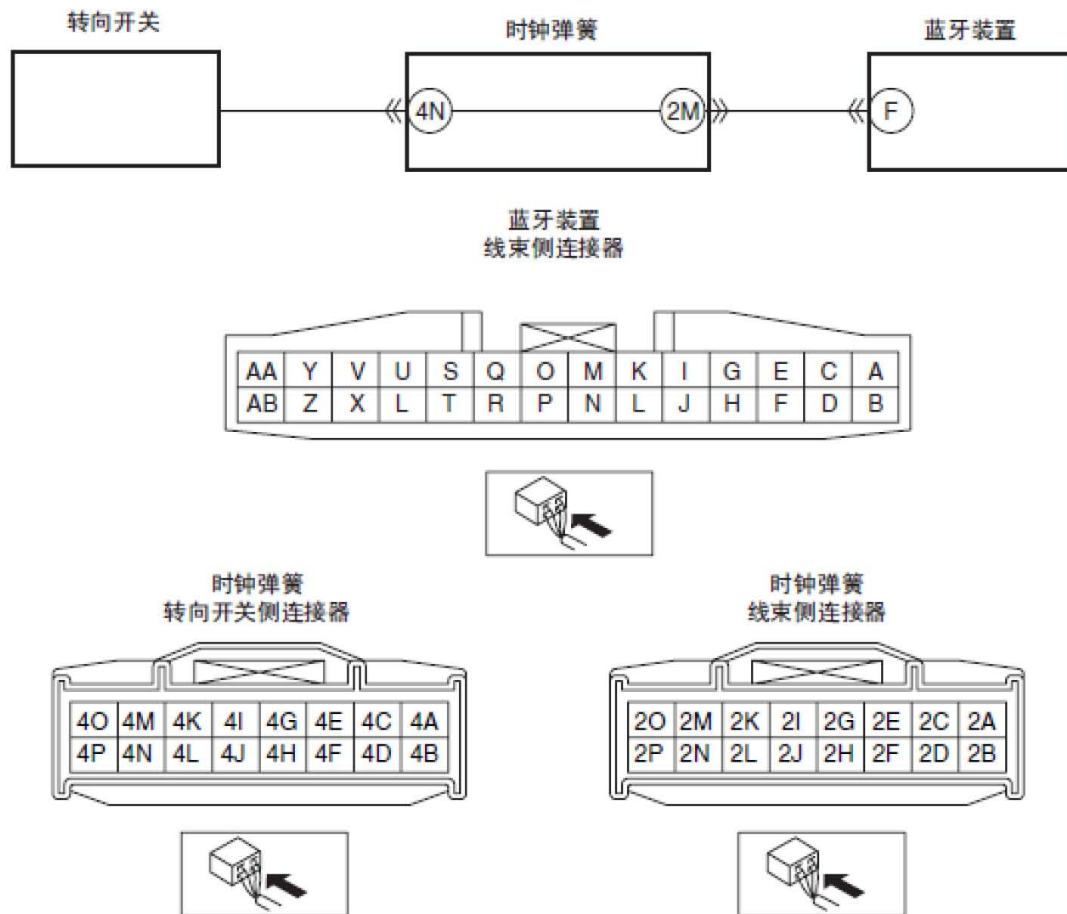 转向开关
时钟弹簧
蓝牙装置
4N
2M
F
蓝牙装置
线束侧连接器
AA Y V U S Q O M K I G E C A
AB Z X L T R P N L J H F D B
时钟弹簧
转向开关侧连接器
时钟弹簧
线束侧连接器
4O 4M 4K 4I 4G 4E 4C 4A
4P 4N 4L 4J 4H 4F 4D 4B
2O 2M 2K 2I 2G 2E 2C 2A
2P 2N 2L 2J 2H 2F 2D 2B